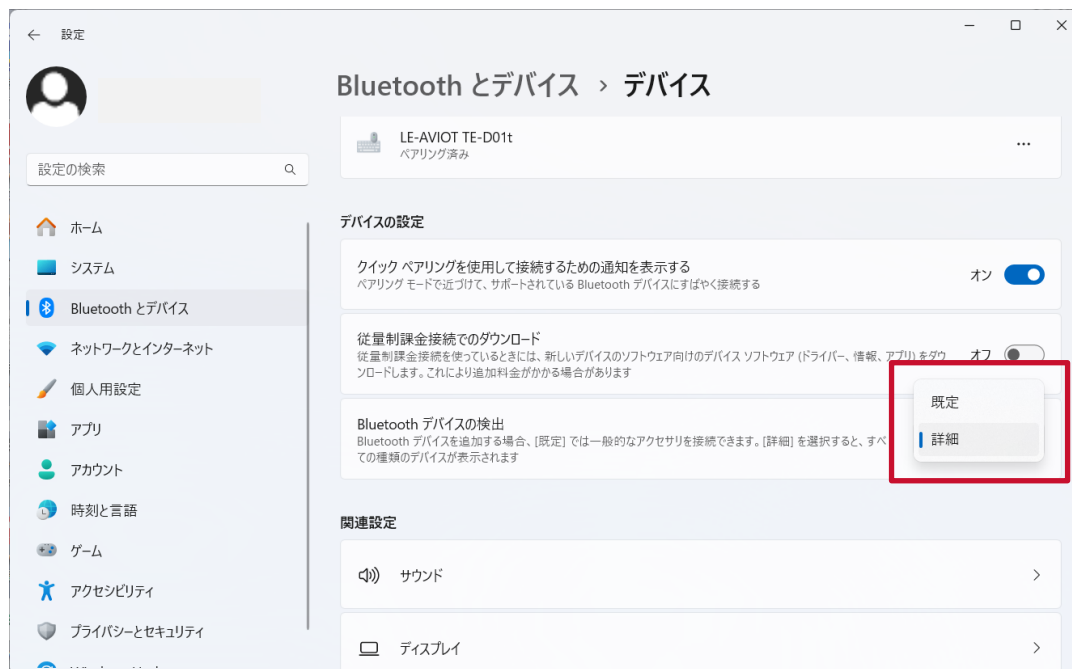 設定
Bluetooth とデバイス › デバイス
LE-AVIOT TE-D01t
ペアリング済み
設定の検索
ホーム
システム
Bluetooth とデバイス
ネットワークとインターネット
個人用設定
アプリ
アカウント
時刻と言語
ゲーム
アクセシビリティ
プライバシーとセキュリティ
デバイスの設定
クイック ペアリングを使用して接続するための通知を表示する
ペアリング モードで近づけて、サポートされている Bluetooth デバイスにすばやく接続する
オン
従量制課金接続でのダウンロード
従量制課金接続を使っているときには、新しいデバイスのソフトウェア向けのデバイス ソフトウェア (ドライバー、情報、アプリ) をダウ
ンロードします。これにより追加料金がかかる場合があります
オフ
Bluetooth デバイスの検出
Bluetooth デバイスを追加する場合、[既定] では一般的なアクセサリを接続できます。[詳細] を選択すると、すべ
ての種類のデバイスが表示されます
既定
詳細
関連設定
サウンド
ディスプレイ